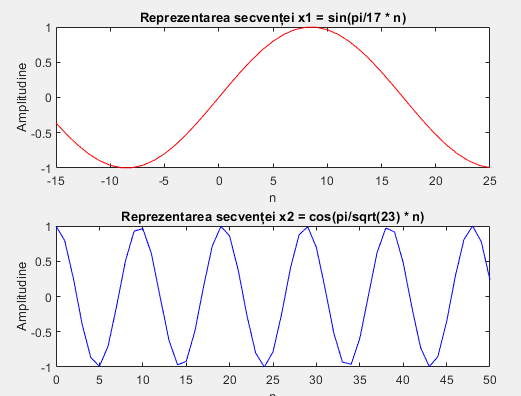 Reprezentarea secvenței x1 = sin(pi/17 * n)
1
0.5
0
-0.5
-1
Amplitudine
-15 -10 -5 0 5 10 15 20 25
n
Reprezentarea secvenței x2 = cos(pi/sqrt(23) * n)
1
0.5
0
-0.5
-1
Amplitudine
0 5 10 15 20 25 30 35 40 45 50